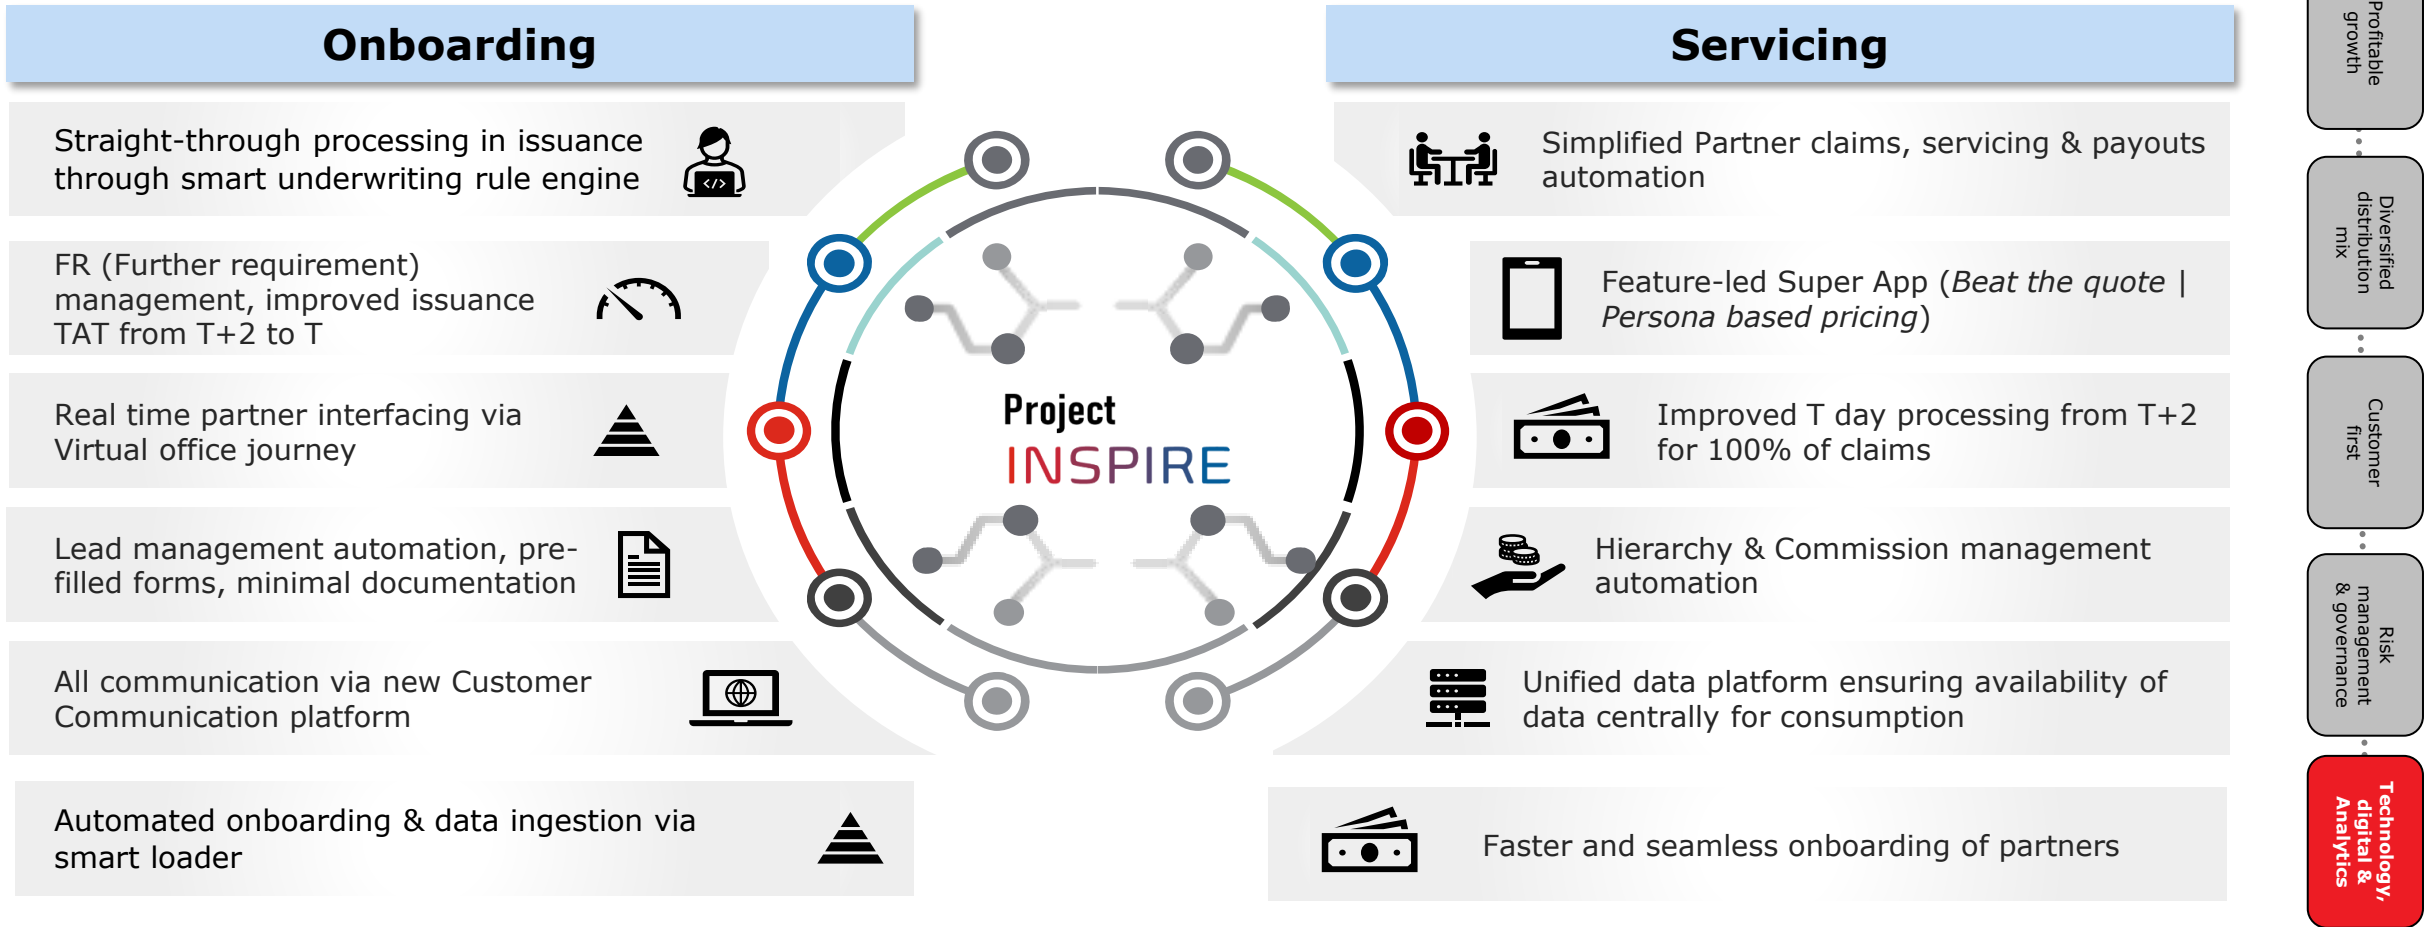 Onboarding
Straight-through processing in issuance
through smart underwriting rule engine
</>
FR (Further requirement)
management, improved issuance
TAT from T+2 to T
Real time partner interfacing via
Virtual office journey
Lead management automation, pre-
filled forms, minimal documentation
All communication via new Customer
Communication platform
Automated onboarding & data ingestion via
smart loader
Project
INSPIRE
Servicing
Simplified Partner claims, servicing & payouts
automation
Feature-led Super App (Beat the quote |
Persona based pricing)
Improved T day processing from T+2
for 100% of claims
Hierarchy & Commission management
automation
Unified data platform ensuring availability of
data centrally for consumption
Faster and seamless onboarding of partners
Profitable
growth
Diversified
distribution
mix
Customer
first
Risk
management
& governance
Technology,
digital &
Analytics